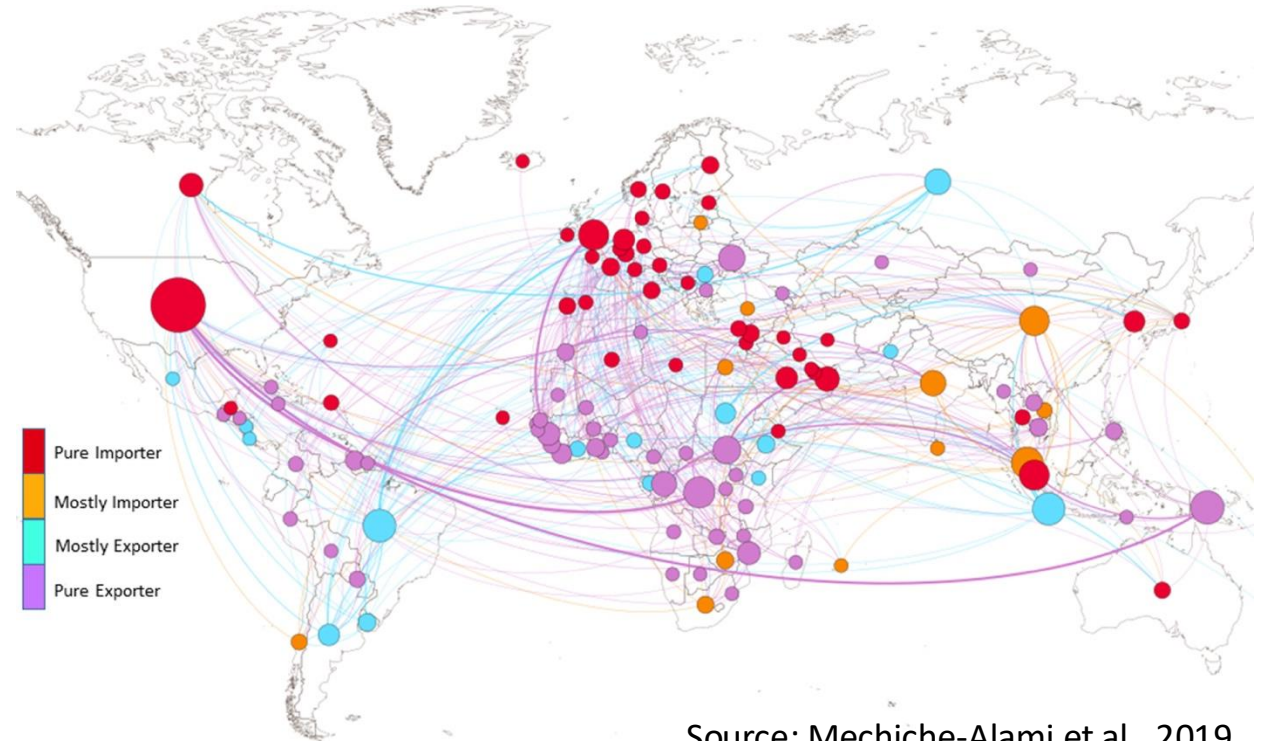 Pure Importer
Mostly Importer
Mostly Exporter
Pure Exporter
Source: Mechiche-Alami et al., 2019